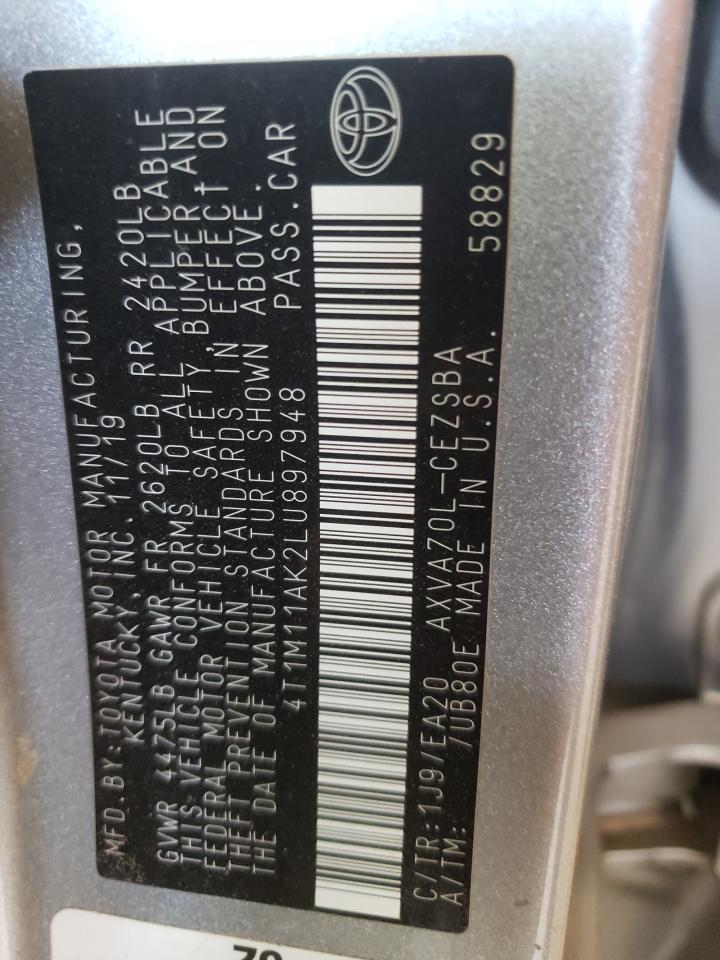 MFD.BY:TOYOTA MOTOR MANUFACTURING,
KENTUCKY, INC. 11/19
GVWR 4475LB GAWR FR 2620LB RR 2420LB
THIS VEHICLE CONFORMS TO ALL APPLICABLE
FEDERAL MOTOR VEHICLE SAFETY, BUMPER AND
THEFT PREVENTION STANDARDS IN EFFECT ON
THE DATE OF MANUFACTURE SHOWN ABOVE.
4T1M11AK2LU897948 PASS.CAR
C/TR:1J9/EA20 AXVA70L-CEZSBA 58829
A/TM: /UB80E MADE IN U.S.A.
70